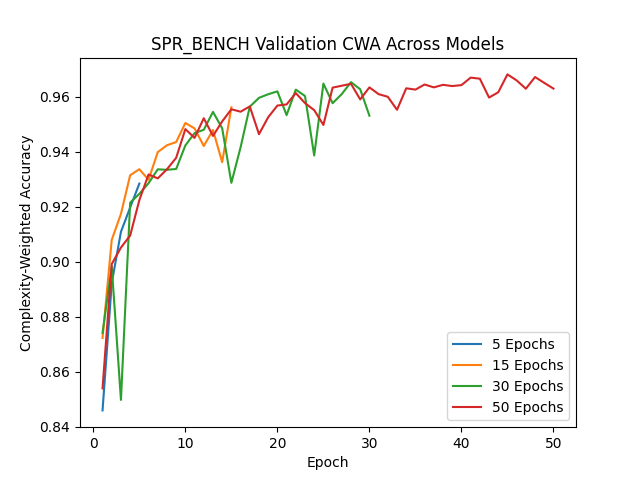 SPR_BENCH Validation CWA Across Models
Complexity-Weighted Accuracy
0.96
0.94
0.92
0.90
0.88
0.86
0.84
0
10
20
30
40
50
Epoch
5 Epochs
15 Epochs
30 Epochs
50 Epochs